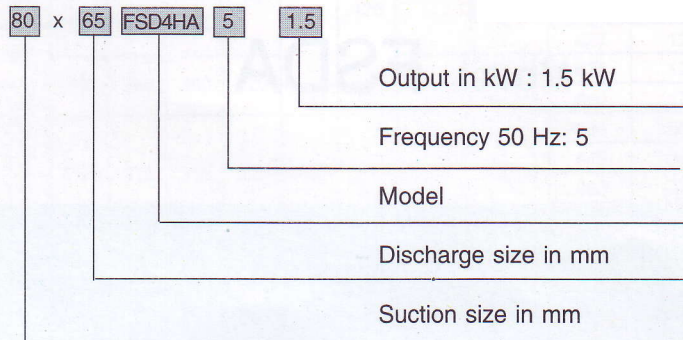 80 x 65 FSD4HA 5 1.5
Output in kW : 1.5 kW
Frequency 50 Hz: 5
Model
Discharge size in mm
Suction size in mm